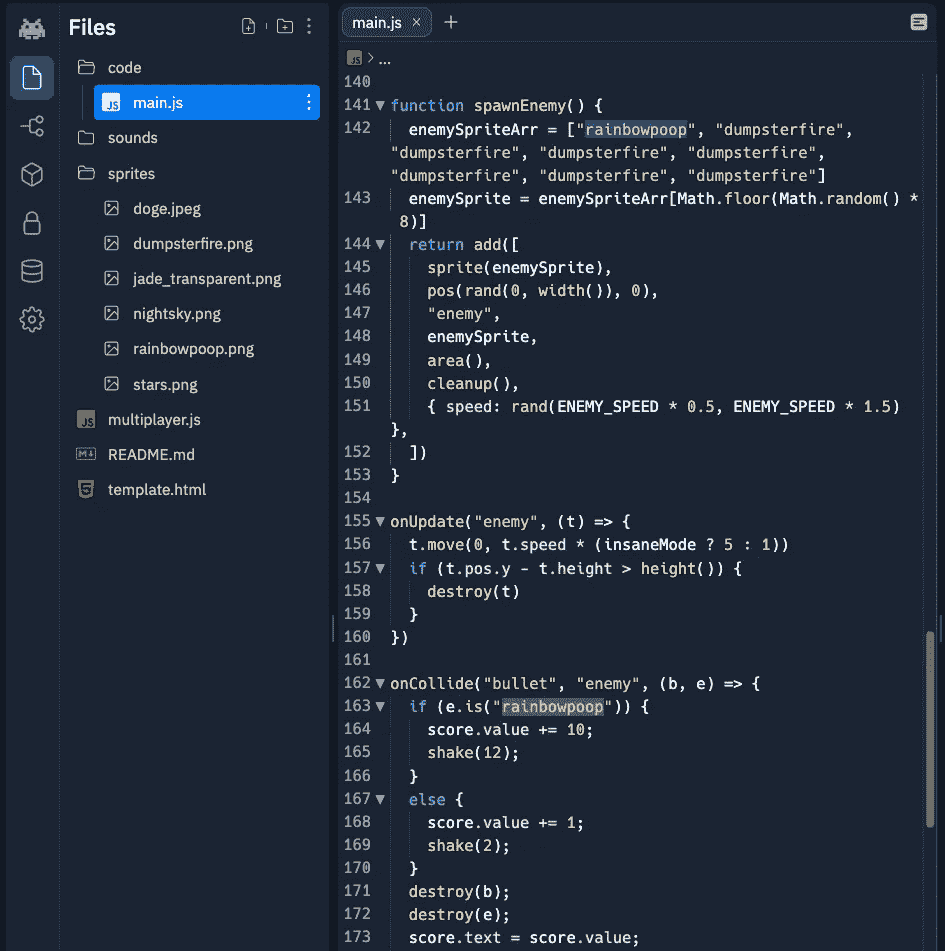 Files
code
main.js
sounds
sprites
doge.jpeg
dumpsterfire.png
jade_transparent.png
nightsky.png
rainbowpoop.png
stars.png
multiplayer.js
README.md
template.html
main.js × +
JS > ...
140
141 function spawnEnemy() {
142 enemySpriteArr = ["rainbowpoop", "dumpsterfire",
"dumpsterfire", "dumpsterfire", "dumpsterfire",
"dumpsterfire", "dumpsterfire", "dumpsterfire"]
143 enemySprite = enemySpriteArr[Math.floor(Math.random() *
8)]
144 return add([
145 sprite(enemySprite),
146 pos(rand(0, width()), 0),
147 "enemy",
148 enemySprite,
149 area(),
150 cleanup(),
151 { speed: rand(ENEMY_SPEED * 0.5, ENEMY_SPEED * 1.5)
},
152 ])
153 }
154
155 onUpdate("enemy", (t) => {
156 t.move(0, t.speed * (insaneMode ? 5 : 1))
157 if (t.pos.y - t.height > height()) {
158 destroy(t)
159 }
160 })
161
162 onCollide("bullet", "enemy", (b, e) => {
163 if (e.is("rainbowpoop")) {
164 score.value += 10;
165 shake(12);
166 }
167 else {
168 score.value += 1;
169 shake(2);
170 }
171 destroy(b);
172 destroy(e);
173 score.text = score.value;